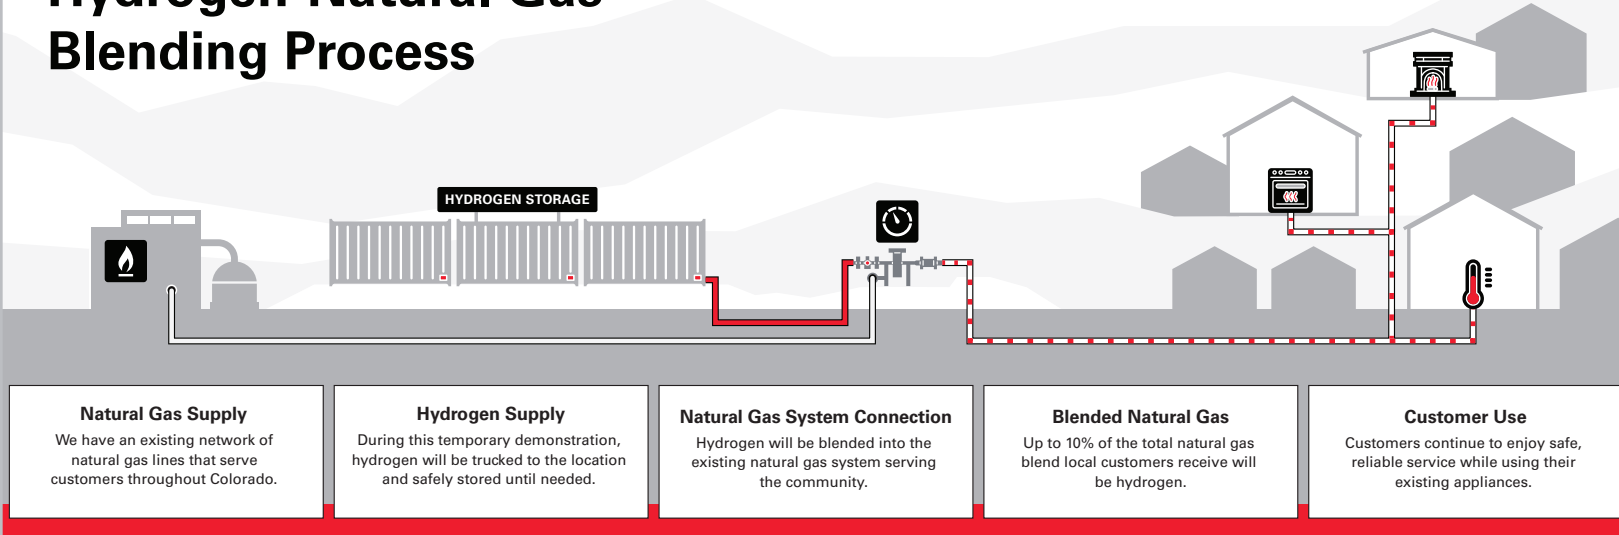 Hydrogen Natural Gas
Blending Process
HYDROGEN STORAGE
Natural Gas Supply
We have an existing network of
natural gas lines that serve
customers throughout Colorado.
Hydrogen Supply
During this temporary demonstration,
hydrogen will be trucked to the location
and safely stored until needed.
Natural Gas System Connection
Hydrogen will be blended into the
existing natural gas system serving
the community.
Blended Natural Gas
Up to 10% of the total natural gas
blend local customers receive will
be hydrogen.
Customer Use
Customers continue to enjoy safe,
reliable service while using their
existing appliances.